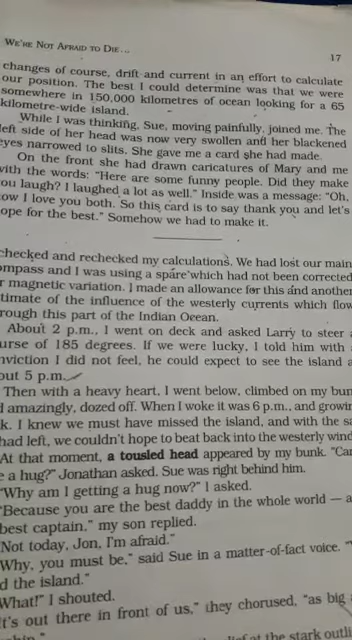 WE'RE NOT AFRAID TO DIE...
17
changes of course, drift and current in an effort to calculate
our position. The best I could determine was that we were
somewhere in 150,000 kilometres of ocean looking for a 65
kilometre-wide island.
While I was thinking, Sue, moving painfully, joined me. The
left side of her head was now very swollen and her blackened
eyes narrowed to slits. She gave me a card she had made.
On the front she had drawn caricatures of Mary and me
with the words: "Here are some funny people. Did they make
ou laugh? I laughed a lot as well." Inside was a message: "Oh,
ow I love you both. So this card is to say thank you and let's
ope for the best." Somehow we had to make it.
checked and rechecked my calculations. We had lost our main
ompass and I was using a spare which had not been corrected
r magnetic variation. I made an allowance for this and another
timate of the influence of the westerly currents which flow
rough this part of the Indian Ocean.
About 2 p.m., I went on deck and asked Larry to steer a
urse of 185 degrees. If we were lucky, I told him with
nviction I did not feel, he could expect to see the island a
out 5 p.m.
Then with a heavy heart, I went below, climbed on my bun
d amazingly, dozed off. When I woke it was 6 p.m., and growin
k. I knew we must have missed the island, and with the sa
had left, we couldn't hope to beat back into the westerly wind
At that moment, a tousled head appeared by my bunk. "Can
e a hug?" Jonathan asked. Sue was right behind him.
"Why am I getting a hug now?" I asked.
"Because you are the best daddy in the whole world — a
best captain," my son replied.
"Not today, Jon, I'm afraid."
"Why, you must be," said Sue in a matter-of-fact voice. "
d the island."
"What!" I shouted.
"It's out there in front of us," they chorused, "as big
of the stark outli